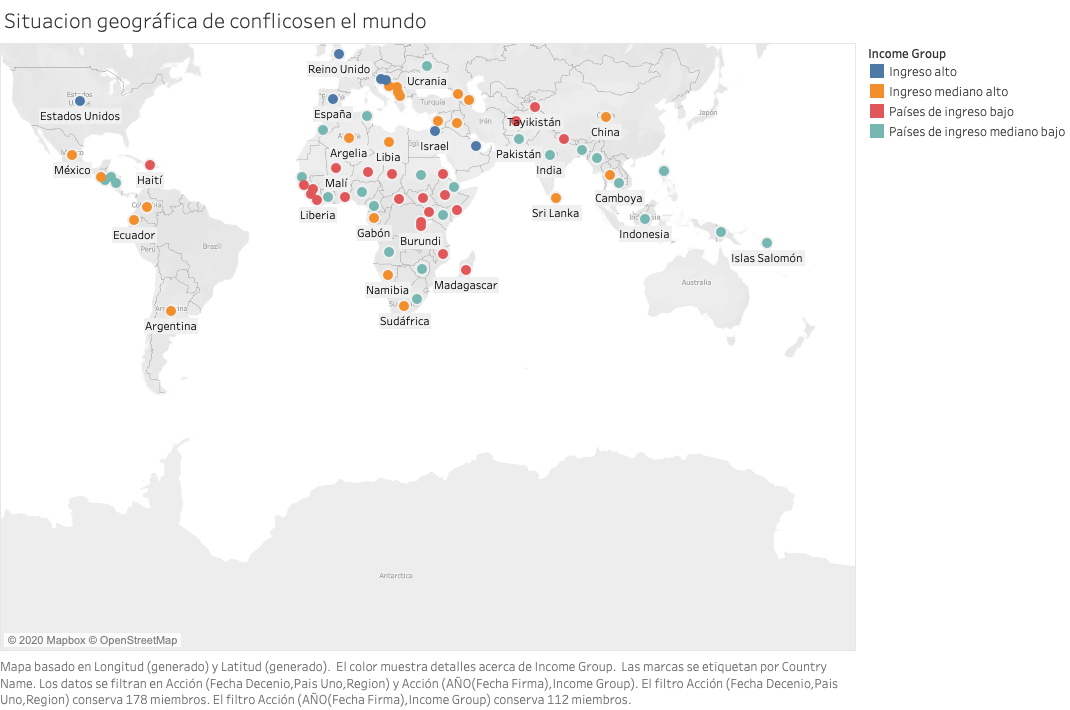 Situacion geográfica de conflicosen el mundo
Income Group
Ingreso alto
Ingreso mediano alto
Países de ingreso bajo
Países de ingreso mediano bajo
Reino Unido
Ucrania
Estados Unidos
España
Turquía
Tayikistán
Irán
Japón
China
Israel
Argelia
Libia
Pakistán
India
México
Haití
Malí
Camboya
Liberia
Sri Lanka
Ecuador
Gabón
Burundi
Indonesia
Perú
Brazil
Islas Salomón
Namibia
Madagascar
Australia
Argentina
Sudáfrica
Antarctica
© 2020 Mapbox © OpenStreetMap
Mapa basado en Longitud (generado) y Latitud (generado).  El color muestra detalles acerca de Income Group.  Las marcas se etiquetan por Country
Name. Los datos se filtran en Acción (Fecha Decenio,Pais Uno,Region) y Acción (AÑO(Fecha Firma),Income Group). El filtro Acción (Fecha Decenio,Pais
Uno,Region) conserva 178 miembros. El filtro Acción (AÑO(Fecha Firma),Income Group) conserva 112 miembros.